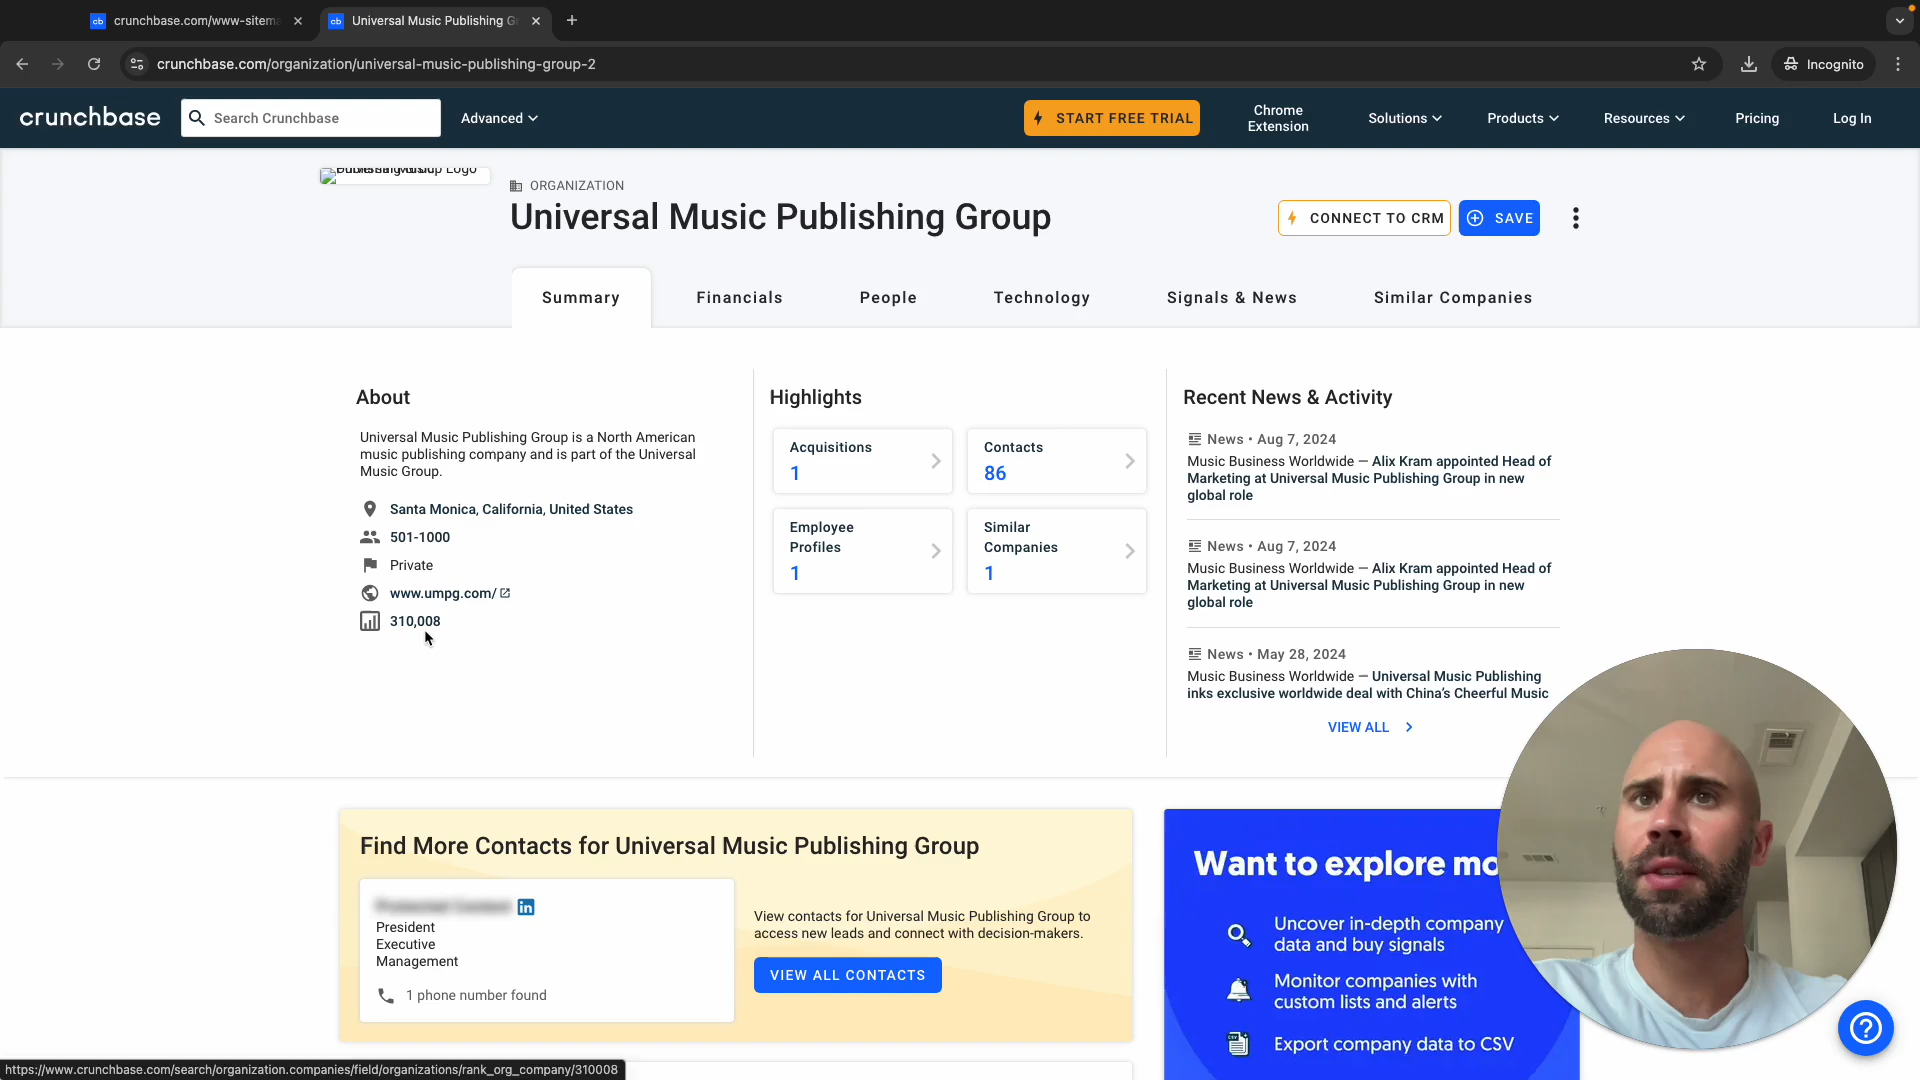 crunchbase.com/www-sitem
Universal Music Publishing G
crunchbase.com/organization/universal-music-publishing-group-2
Incognito
crunchbase
Search Crunchbase
Advanced
START FREE TRIAL
Chrome
Extension
Solutions
Products
Resources
Pricing
Log In
ORGANIZATION
Universal Music Publishing Group
CONNECT TO CRM
SAVE
Summary
Financials
People
Technology
Signals & News
Similar Companies
About
Universal Music Publishing Group is a North American
music publishing company and is part of the Universal
Music Group.
Santa Monica, California, United States
501-1000
Private
www.umpg.com/
310,008
Highlights
Acquisitions
1
Contacts
86
Employee
Profiles
1
Similar
Companies
1
Recent News & Activity
News • Aug 7, 2024
Music Business Worldwide — Alix Kram appointed Head of
Marketing at Universal Music Publishing Group in new
global role
News • Aug 7, 2024
Music Business Worldwide — Alix Kram appointed Head of
Marketing at Universal Music Publishing Group in new
global role
News • May 28, 2024
Music Business Worldwide — Universal Music Publishing
inks exclusive worldwide deal with China's Cheerful Music
VIEW ALL
Find More Contacts for Universal Music Publishing Group
President
Executive
Management
1 phone number found
View contacts for Universal Music Publishing Group to
access new leads and connect with decision-makers.
VIEW ALL CONTACTS
Want to explore mo
Uncover in-depth company
data and buy signals
Monitor companies with
custom lists and alerts
Export company data to CSV
https://www.crunchbase.com/search/organization.companies/field/organizations/rank_org_company/310008